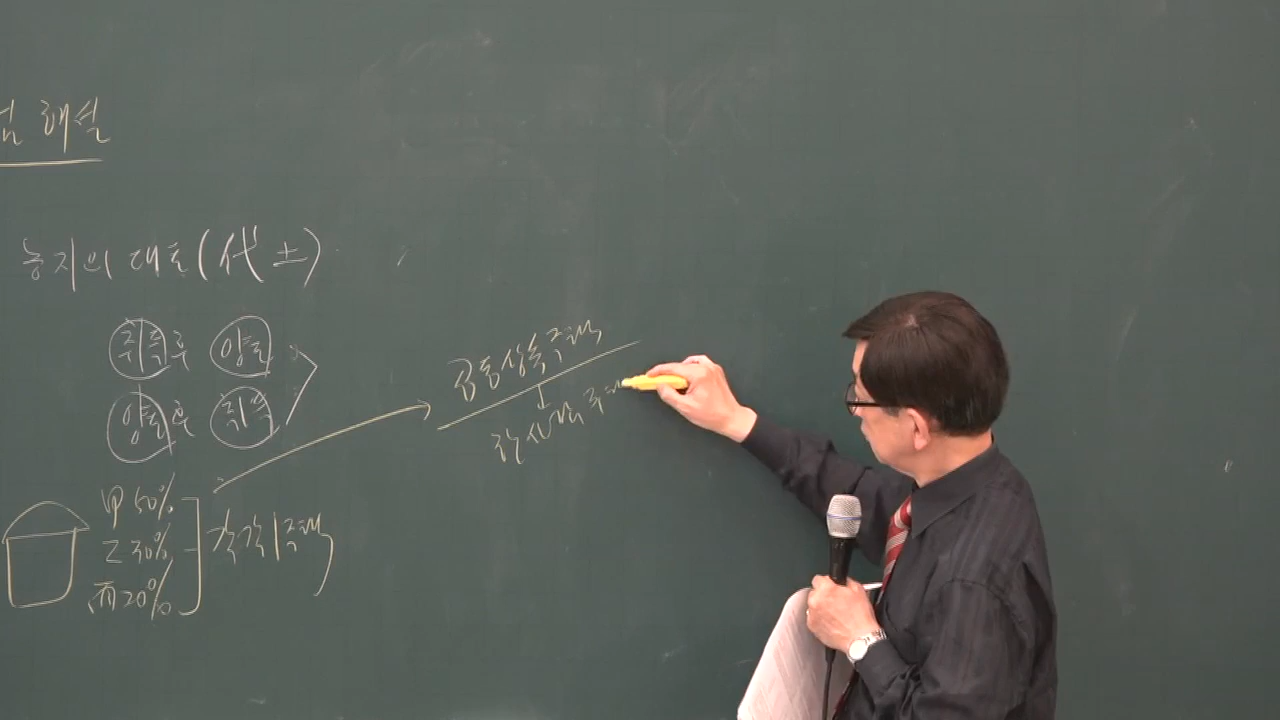 해설
농지의 대토(代土)
취득후 양도
양도후 취득
甲 50%
乙 30%
丙 20%
각각 1주택
공동상속주택